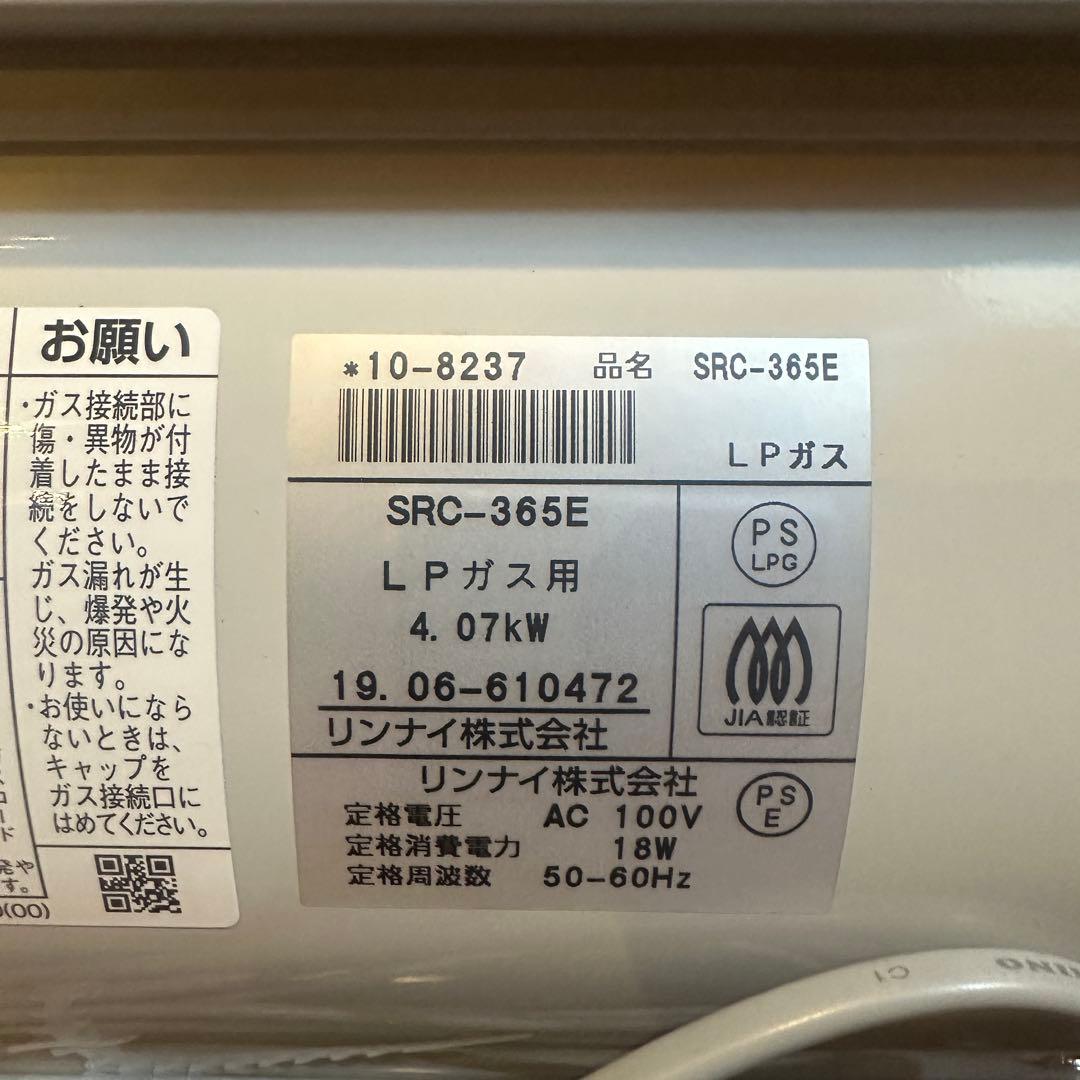 お願い
・ガス接続部に
傷・異物が付
着したまま接
続をしないで
ください。
ガス漏れが生
じ、爆発や火
災の原因にな
ります。
・お使いになら
ないときは、
キャップを
ガス接続口に
はめてください。
発や
す。
(00)
*10-8237 品名 SRC-365E
LPガス
SRC-365E
LPガス用
4.07kW
19.06-610472
リンナイ株式会社
PS
LPG
JIA認証
リンナイ株式会社
定格電圧 AC 100V
定格消費電力 18W
定格周波数 50-60Hz
PS
E
C1